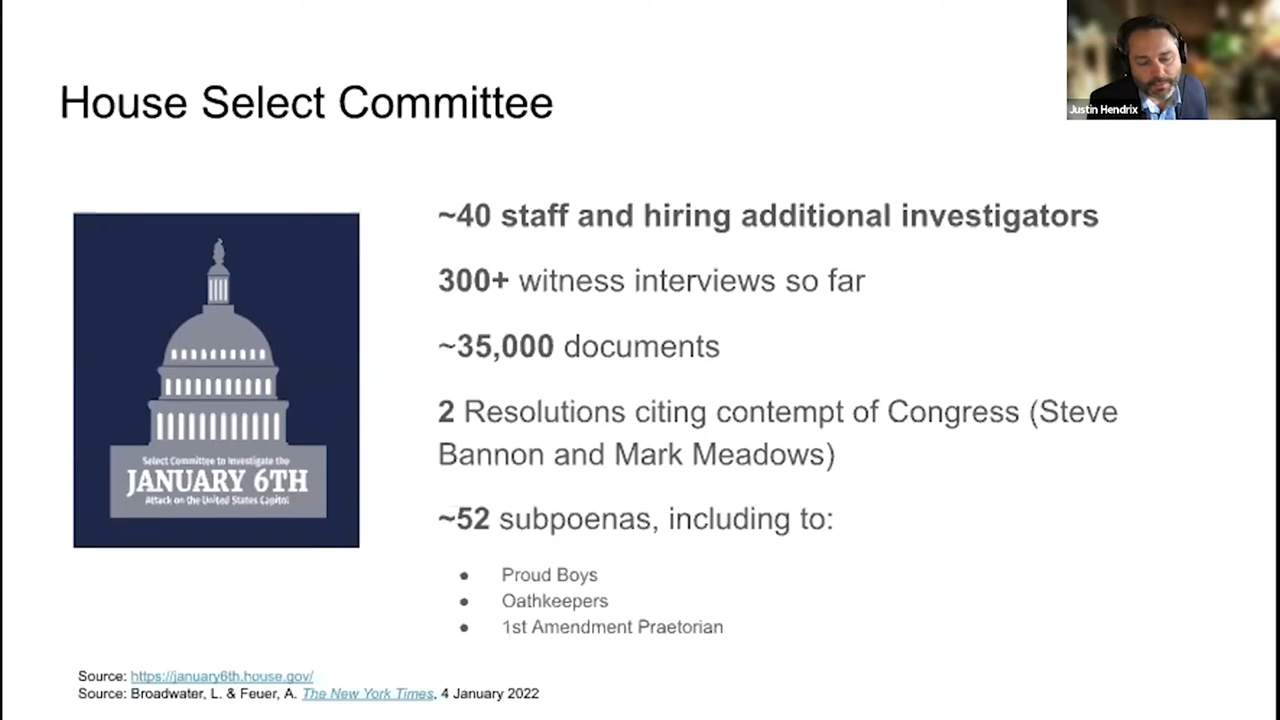 Justin Hendrix
House Select Committee
Select Committee to Investigate the
JANUARY 6TH
Attack on the United States Capitol
~40 staff and hiring additional investigators
300+ witness interviews so far
~35,000 documents
2 Resolutions citing contempt of Congress (Steve
Bannon and Mark Meadows)
~52 subpoenas, including to:
● Proud Boys
● Oathkeepers
● 1st Amendment Praetorian
Source: https://january6th.house.gov/
Source: Broadwater, L. & Feuer, A. The New York Times, 4 January 2022